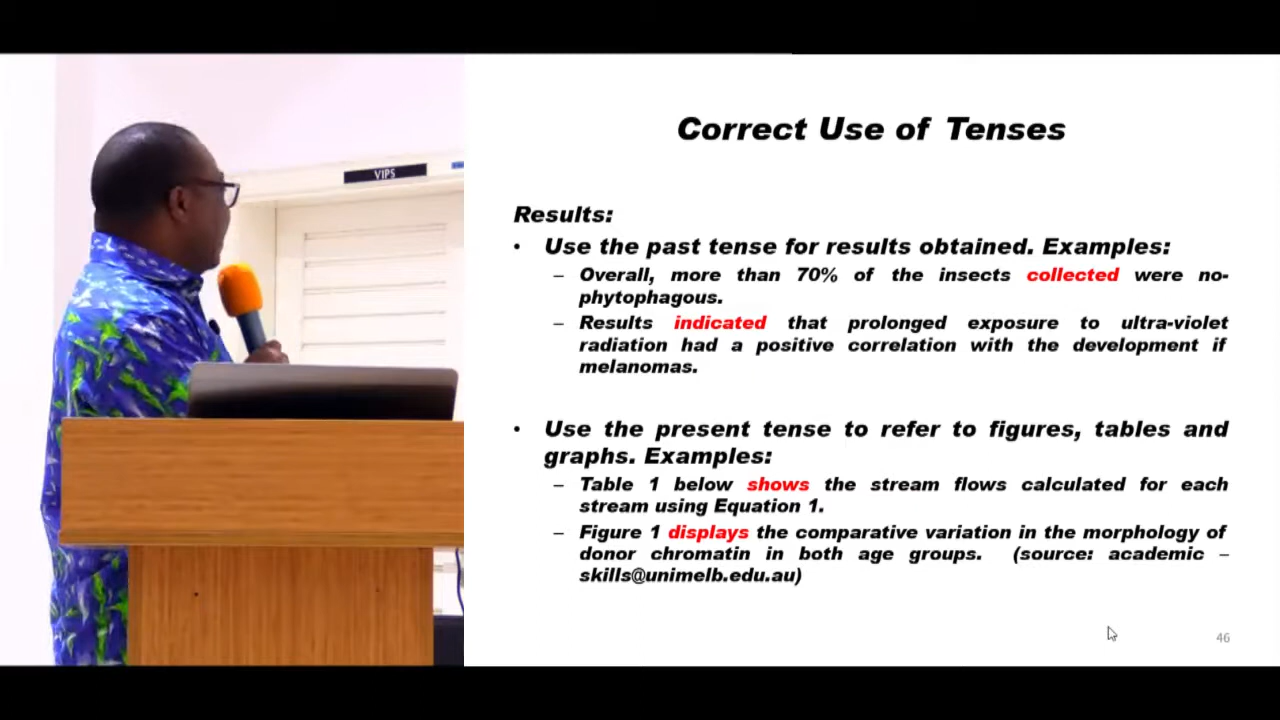 VIPS
Correct Use of Tenses
Results:
• Use the past tense for results obtained. Examples:
– Overall, more than 70% of the insects collected were no-
phytophagous.
– Results indicated that prolonged exposure to ultra-violet
radiation had a positive correlation with the development if
melanomas.
• Use the present tense to refer to figures, tables and
graphs. Examples:
– Table 1 below shows the stream flows calculated for each
stream using Equation 1.
– Figure 1 displays the comparative variation in the morphology of
donor chromatin in both age groups. (source: academic –
skills@unimelb.edu.au)
46